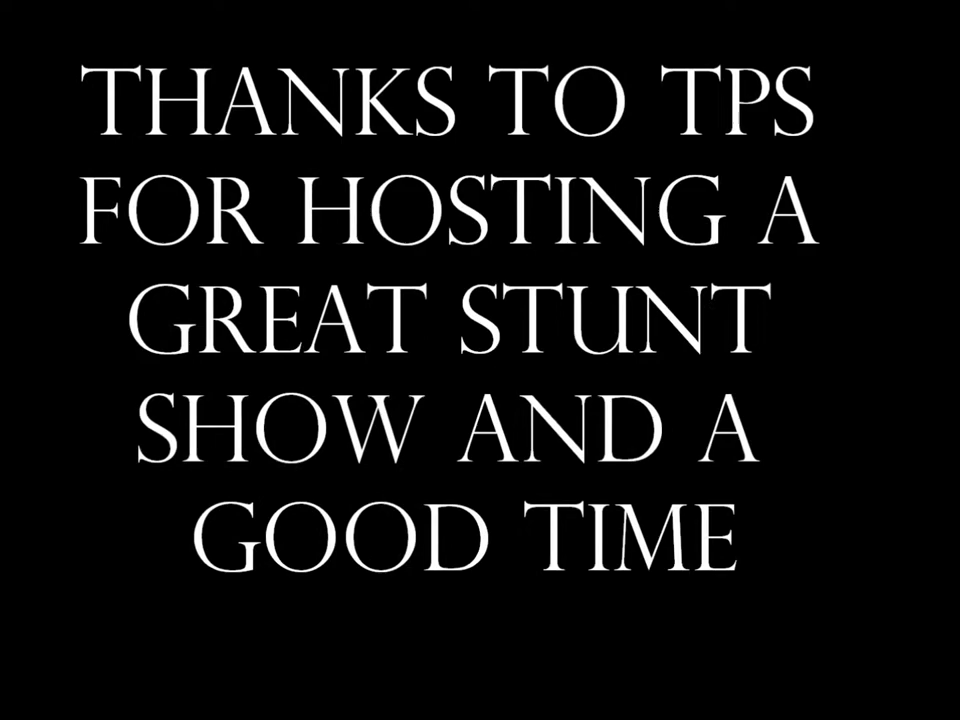 THANKS TO TPS
FOR HOSTING A
GREAT STUNT
SHOW AND A
GOOD TIME